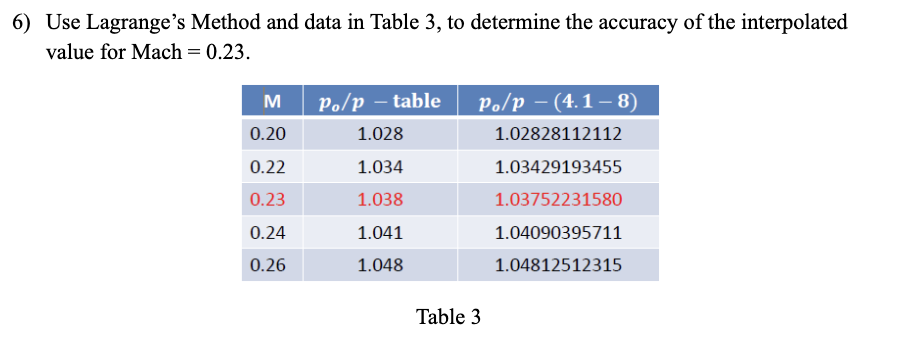 6) Use Lagrange’s Method and data in Table 3, to determine the accuracy of the interpolated
value for Mach = 0.23.
M pₒ/p – table pₒ/p – (4.1 – 8)
0.20 1.028 1.02828112112
0.22 1.034 1.03429193455
0.23 1.038 1.03752231580
0.24 1.041 1.04090395711
0.26 1.048 1.04812512315
Table 3